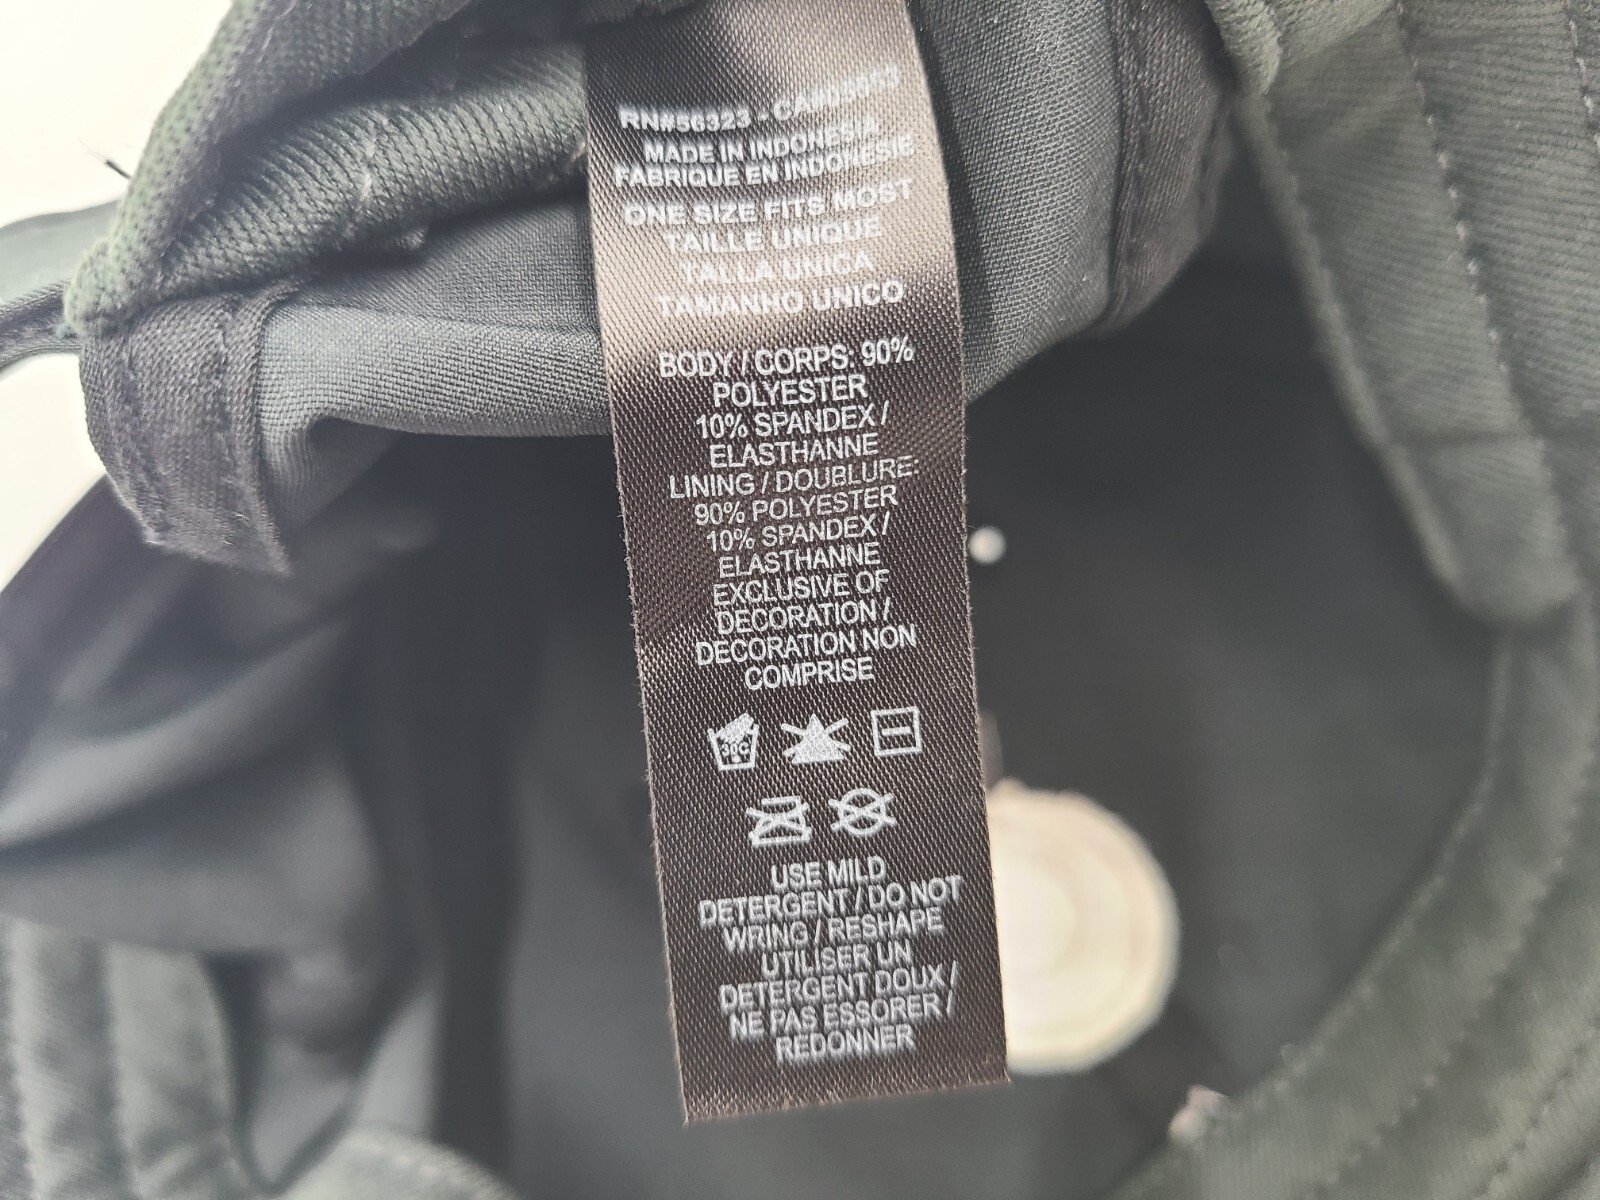 MADE IN INDONESIA
FABRIQUE EN INDONESIE
ONE SIZE FITS MOST
TAILLE UNIQUE
TALLA UNICA
TAMANHO UNICO
BODY / CORPS: 90%
POLYESTER
10% SPANDEX /
ELASTHANNE
LINING / DOUBLURE:
90% POLYESTER
10% SPANDEX /
ELASTHANNE
EXCLUSIVE OF
DECORATION /
DECORATION NON
COMPRISE
30C
USE MILD
DETERGENT / DO NOT
WRING / RESHAPE
UTILISER UN
DETERGENT DOUX /
NE PAS ESSORER /
REDONNER